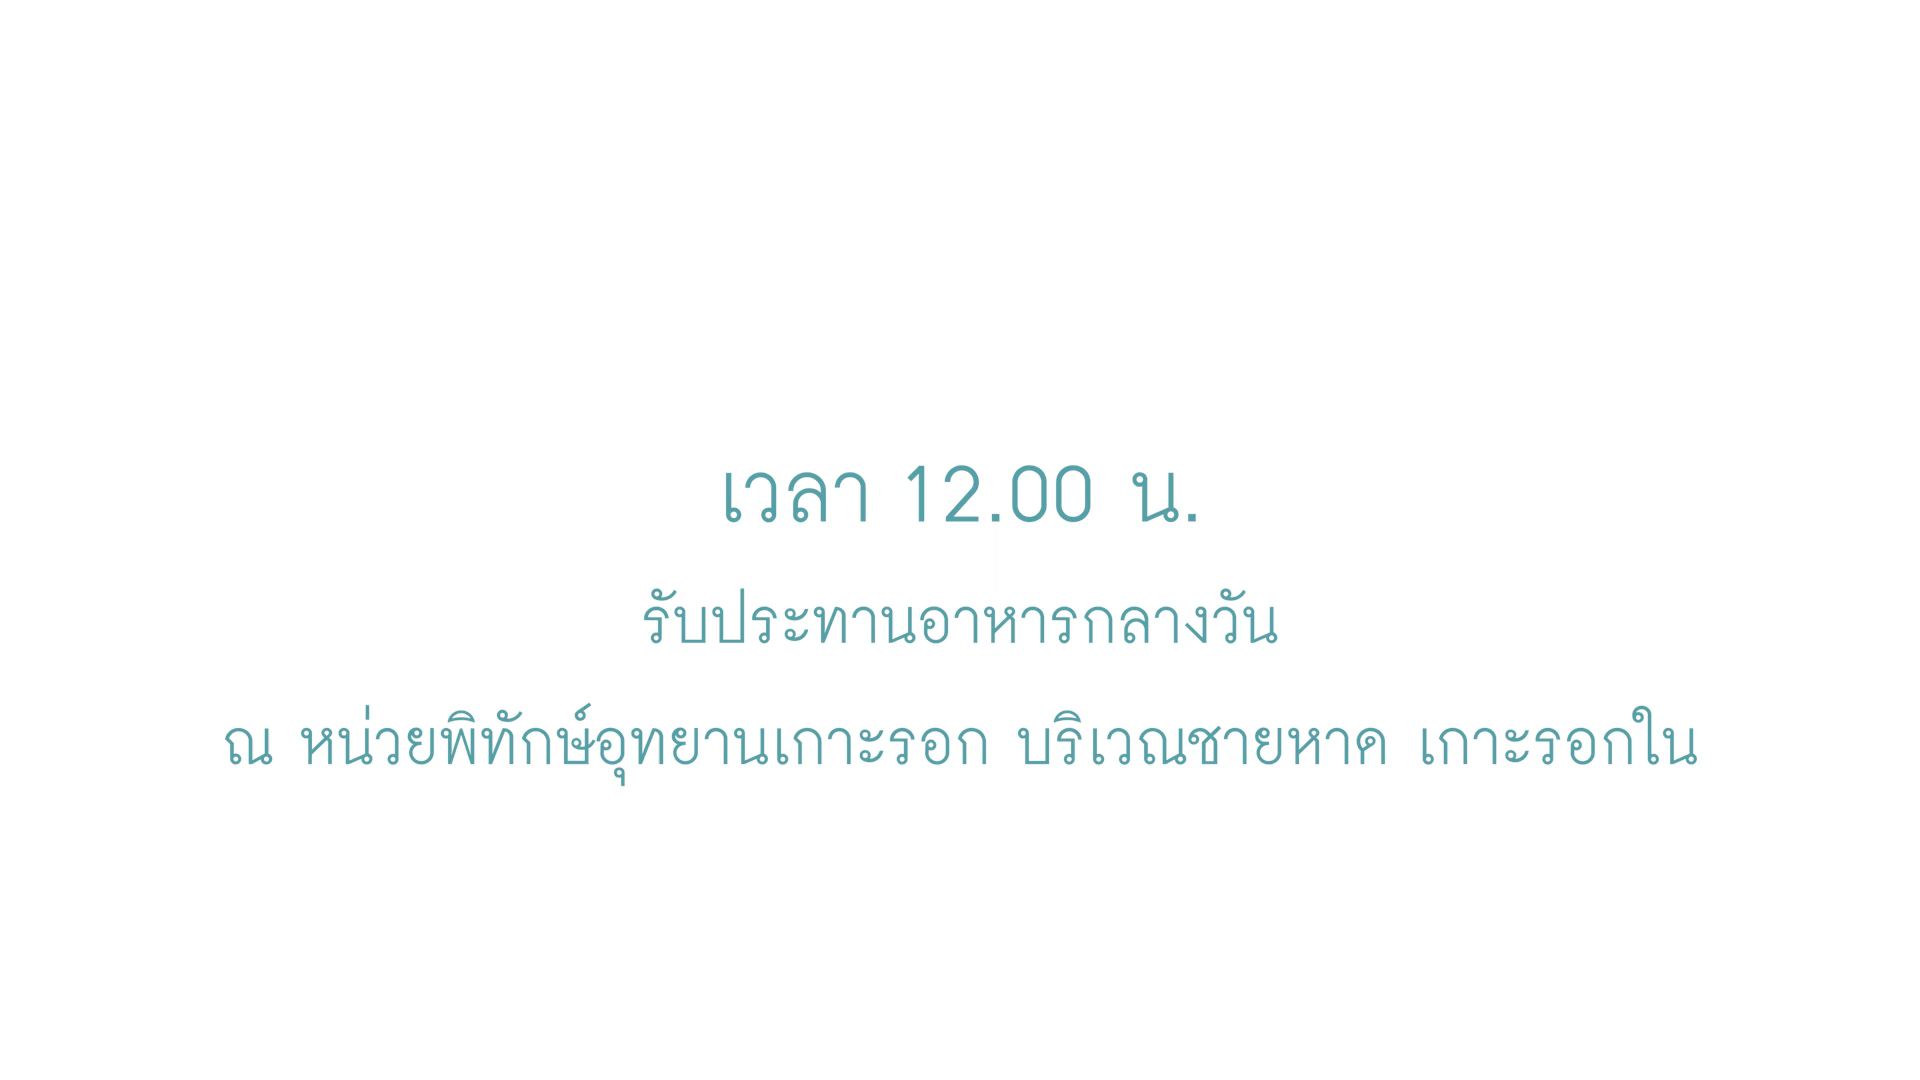 เวลา 12.00 น.
รับประทานอาหารกลางวัน
ณ หน่วยพิทักษ์อุทยานเกาะรอก บริเวณชายหาด เกาะรอกใน